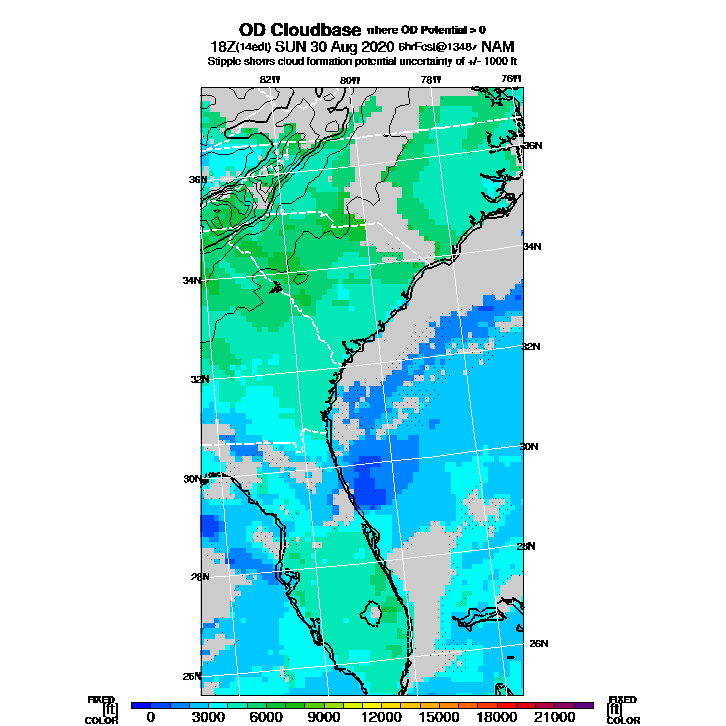 OD Cloudbase where OD Potential > 0
18Z(14edt) SUN 30 Aug 2020 6hrFcst@1348z NAM
Stipple shows cloud formation potential uncertainty of +/- 1000 ft
82W 80W 78W 76W
36N
36N
34N
34N
32N
32N
30N
30N
28N
28N
26N
26N
FIXED FIXED
[ft] [ft]
COLOR COLOR
0 3000 6000 9000 12000 15000 18000 21000